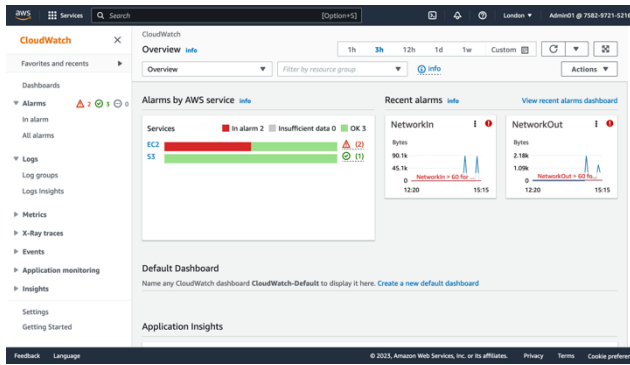 aws Services Search [Option+S] London Admin01 @ 7582-9721-5216
CloudWatch
Favorites and recents
Dashboards
Alarms 2 3 0
In alarm
All alarms
Logs
Log groups
Logs Insights
Metrics
X-Ray traces
Events
Application monitoring
Insights
Settings
Getting Started
CloudWatch
Overview Info
1h 3h 12h 1d 1w Custom
Overview Filter by resource group info Actions
Alarms by AWS service Info
Services In alarm 2 Insufficient data 0 OK 3
EC2 (2)
S3 (1)
Recent alarms Info View recent alarms dashboard
NetworkIn
Bytes
90.1k
45.1k
0
NetworkIn > 60 for ...
12:20 15:15
NetworkOut
Bytes
2.18k
1.09k
0
NetworkOut > 60 fo...
12:20 15:15
Default Dashboard
Name any CloudWatch dashboard CloudWatch-Default to display it here. Create a new default dashboard
Application Insights
Feedback Language © 2023, Amazon Web Services, Inc. or its affiliates. Privacy Terms Cookie preferen